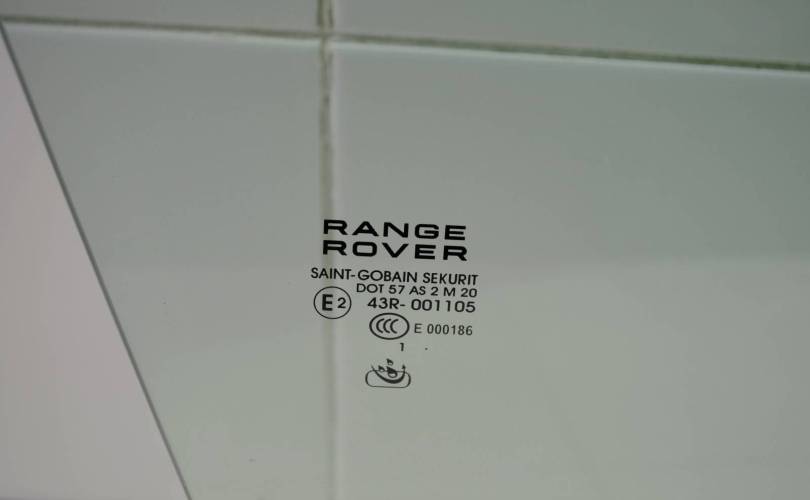 RANGE
ROVER
SAINT-GOBAIN SEKURIT
DOT 57 AS 2 M 20
E2 43R-001105
CCC E 000186
1 .